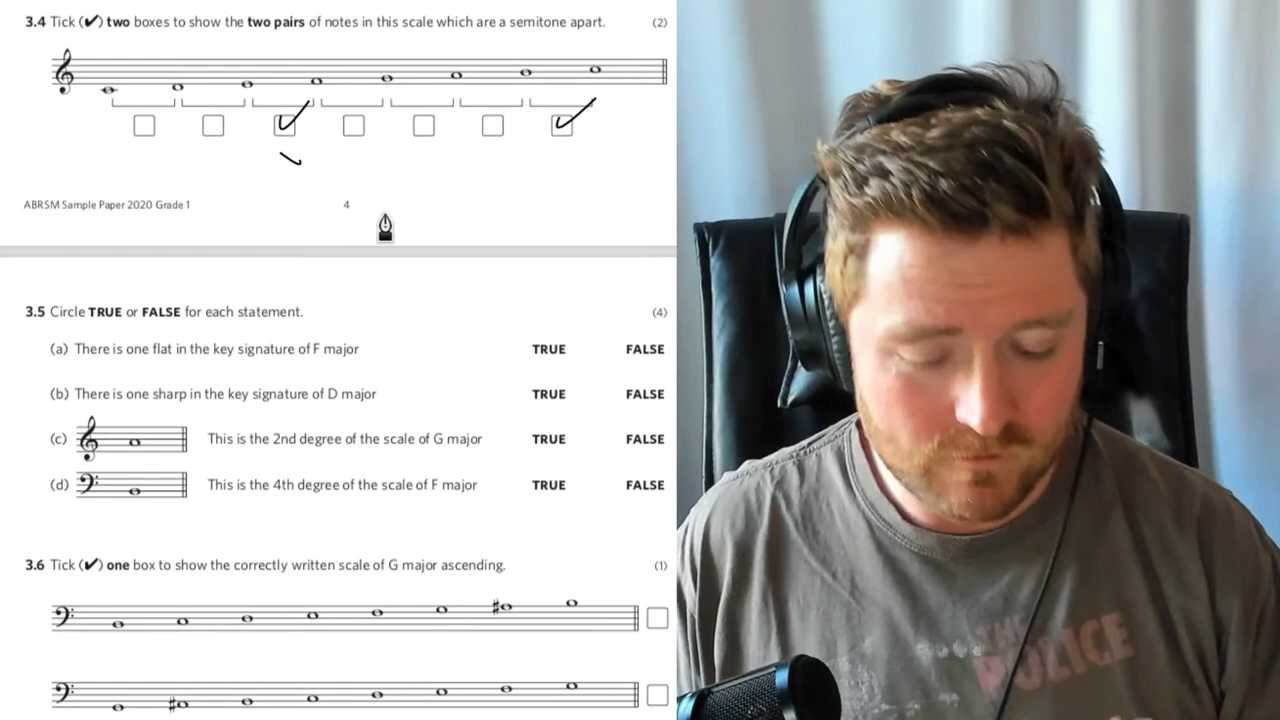 3.4 Tick (✔) two boxes to show the two pairs of notes in this scale which are a semitone apart. (2)
ABRSM Sample Paper 2020 Grade 1 4
3.5 Circle TRUE or FALSE for each statement. (4)
(a) There is one flat in the key signature of F major TRUE FALSE
(b) There is one sharp in the key signature of D major TRUE FALSE
(c) This is the 2nd degree of the scale of G major TRUE FALSE
(d) This is the 4th degree of the scale of F major TRUE FALSE
3.6 Tick (✔) one box to show the correctly written scale of G major ascending. (1)
THE
POLICE